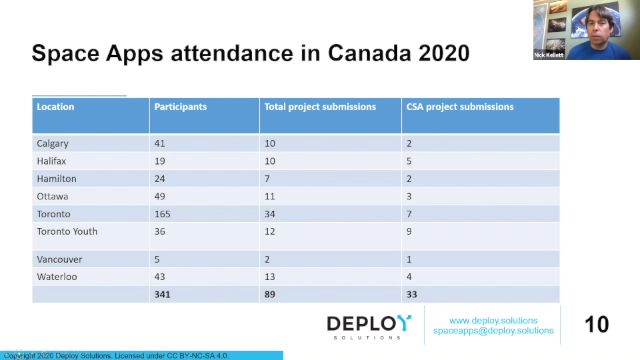 Space Apps attendance in Canada 2020
Nick Kellett
Location Participants Total project submissions CSA project submissions
Calgary 41 10 2
Halifax 19 10 5
Hamilton 24 7 2
Ottawa 49 11 3
Toronto 165 34 7
Toronto Youth 36 12 9
Vancouver 5 2 1
Waterloo 43 13 4
341 89 33
DEPLOY
SOLUTIONS
www.deploy.solutions
spaceapps@deploy.solutions
10
Copyright 2020 Deploy Solutions. Licensed under CC BY-NC-SA 4.0.